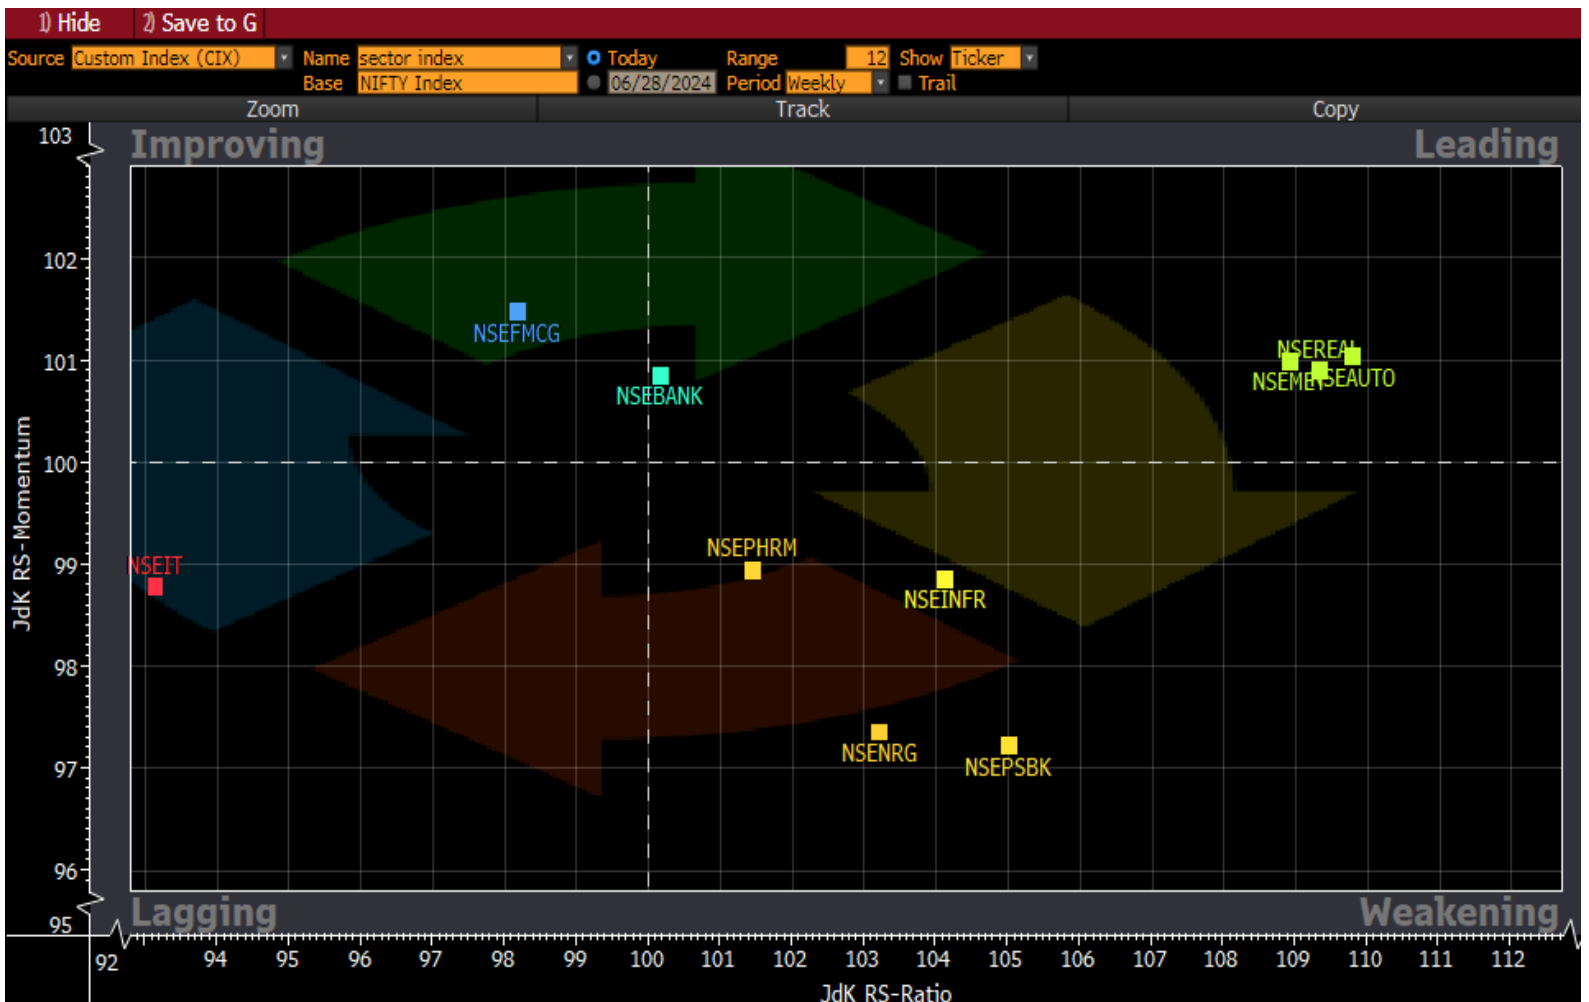 1) Hide 2) Save to G
Source Custom Index (CIX) Name sector index Today Range 12 Show Ticker
Base NIFTY Index 06/28/2024 Period Weekly Trail
Zoom Track Copy
103
Improving Leading
102
NSEFMCG
101
NSEREAL
NSEMET NSEAUTO
NSEBANK
100
JdK RS-Momentum
NSEPHRM
99
NSEIT
NSEINFR
98
NSENRG
NSEPSBK
97
96
95
Lagging Weakening
92 94 95 96 97 98 99 100 101 102 103 104 105 106 107 108 109 110 111 112
JdK RS-Ratio